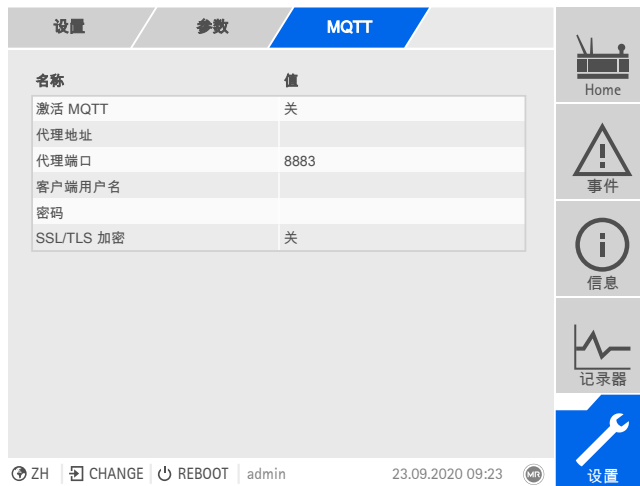 设置 参数 MQTT
名称 值
激活 MQTT 关
代理地址
代理端口 8883
客户端用户名
密码
SSL/TLS 加密 关
Home
事件
信息
记录器
设置
ZH CHANGE REBOOT admin 23.09.2020 09:23 MR